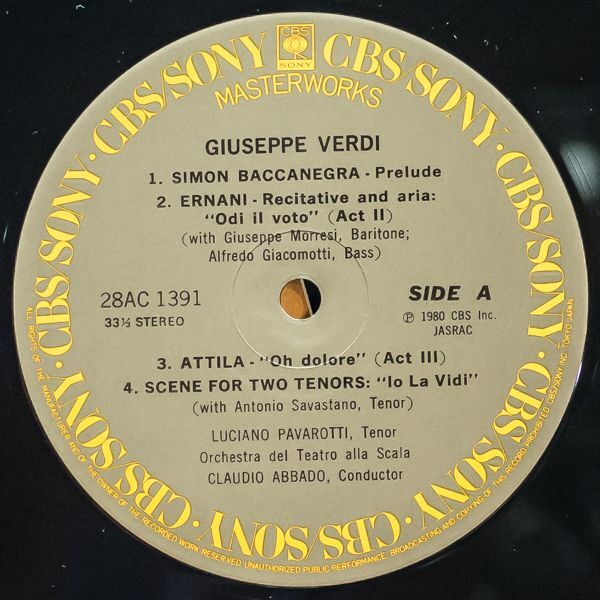 CBS
SONY
CBS/SONY · CBS/SONY · CBS/SONY · CBS/SONY · CBS/SONY · CBS/SONY · CBS/SONY · CBS/SONY
MASTERWORKS
GIUSEPPE VERDI
1. SIMON BACCANEGRA - Prelude
2. ERNANI - Recitative and aria:
"Odi il voto" (Act II)
(with Giuseppe Morresi, Baritone;
Alfredo Giacomotti, Bass)
28AC 1391
33⅓ STEREO
SIDE A
℗ 1980 CBS Inc.
JASRAC
3. ATTILA - "Oh dolore" (Act III)
4. SCENE FOR TWO TENORS: "Io La Vidi"
(with Antonio Savastano, Tenor)
LUCIANO PAVAROTTI, Tenor
Orchestra del Teatro alla Scala
CLAUDIO ABBADO, Conductor
ALL RIGHTS OF THE MANUFACTURER AND OF THE OWNER OF THE RECORDED WORK RESERVED UNAUTHORIZED PUBLIC PERFORMANCE, BROADCASTING AND COPYING OF THIS RECORD PROHIBITED CBS/SONY INC. TOKYO JAPAN